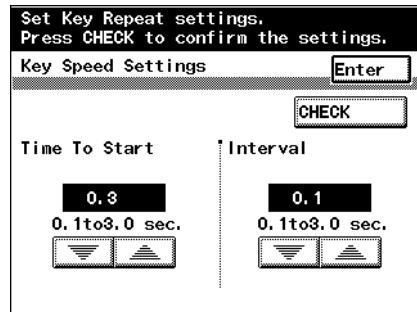 Set Key Repeat settings.
Press CHECK to confirm the settings.
Key Speed Settings
Enter
CHECK
Time To Start
Interval
0.3
0.1
0.1to3.0 sec.
0.1to3.0 sec.